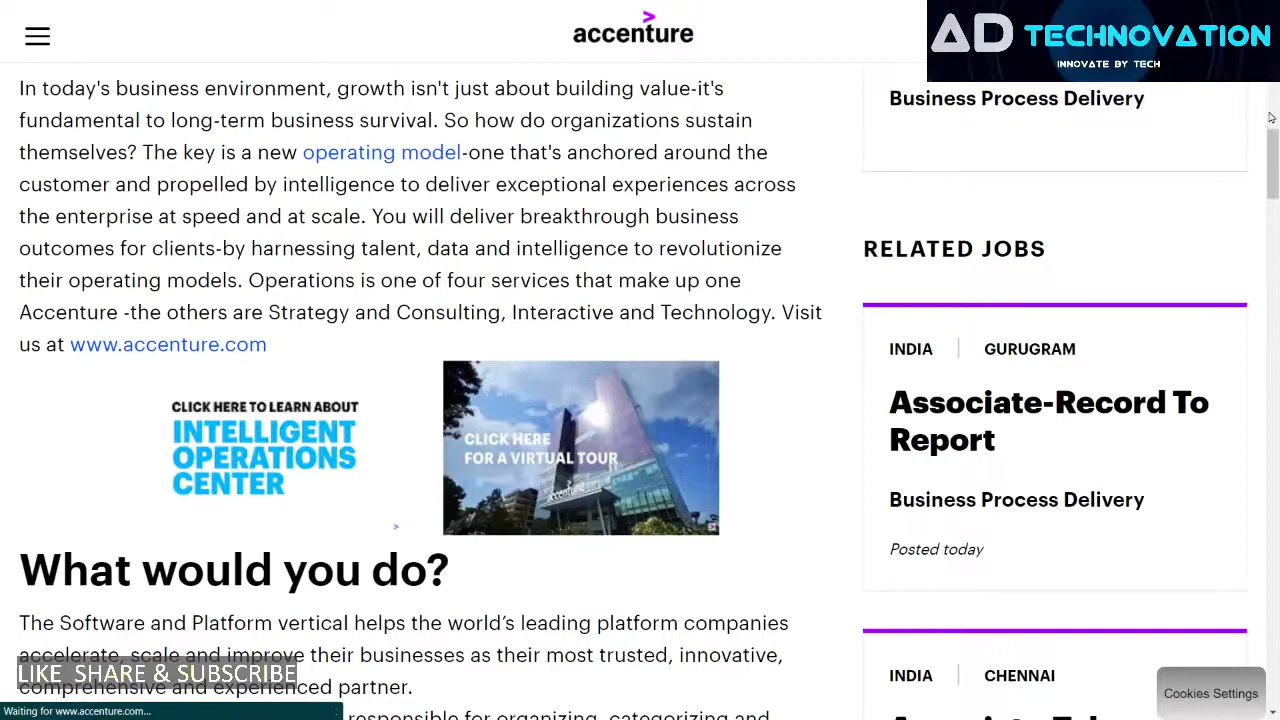 accenture
AD TECHNOVATION
INNOVATE BY TECH
In today's business environment, growth isn't just about building value-it's
fundamental to long-term business survival. So how do organizations sustain
themselves? The key is a new operating model-one that's anchored around the
customer and propelled by intelligence to deliver exceptional experiences across
the enterprise at speed and at scale. You will deliver breakthrough business
outcomes for clients-by harnessing talent, data and intelligence to revolutionize
their operating models. Operations is one of four services that make up one
Accenture -the others are Strategy and Consulting, Interactive and Technology. Visit
us at www.accenture.com
CLICK HERE TO LEARN ABOUT
INTELLIGENT
OPERATIONS
CENTER
CLICK HERE
FOR A VIRTUAL TOUR
accenture
What would you do?
The Software and Platform vertical helps the world’s leading platform companies
accelerate, scale and improve their businesses as their most trusted, innovative,
comprehensive and experienced partner.
responsible for organizing, categorizing and
LIKE SHARE & SUBSCRIBE
Waiting for www.accenture.com...
Business Process Delivery
RELATED JOBS
INDIA GURUGRAM
Associate-Record To
Report
Business Process Delivery
Posted today
INDIA CHENNAI
Cookies Settings